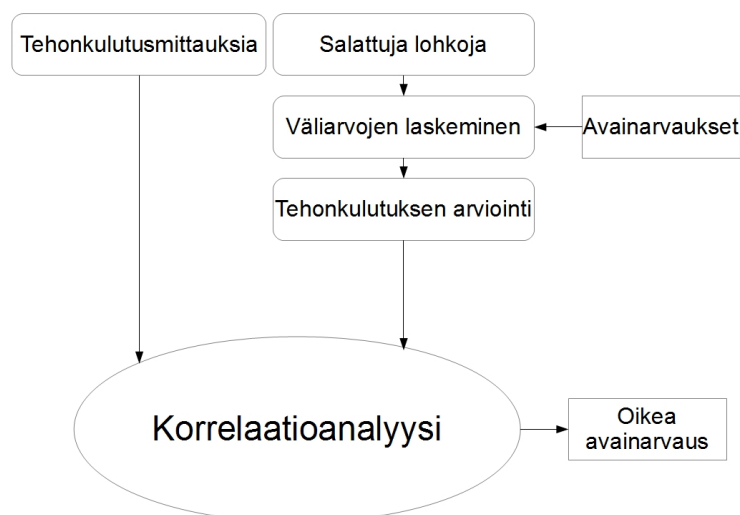 Tehonkulutusmittauksia
Salattuja lohkoja
Väliarvojen laskeminen
Avainarvaukset
Tehonkulutuksen arviointi
Korrelaatioanalyysi
Oikea
avainarvaus